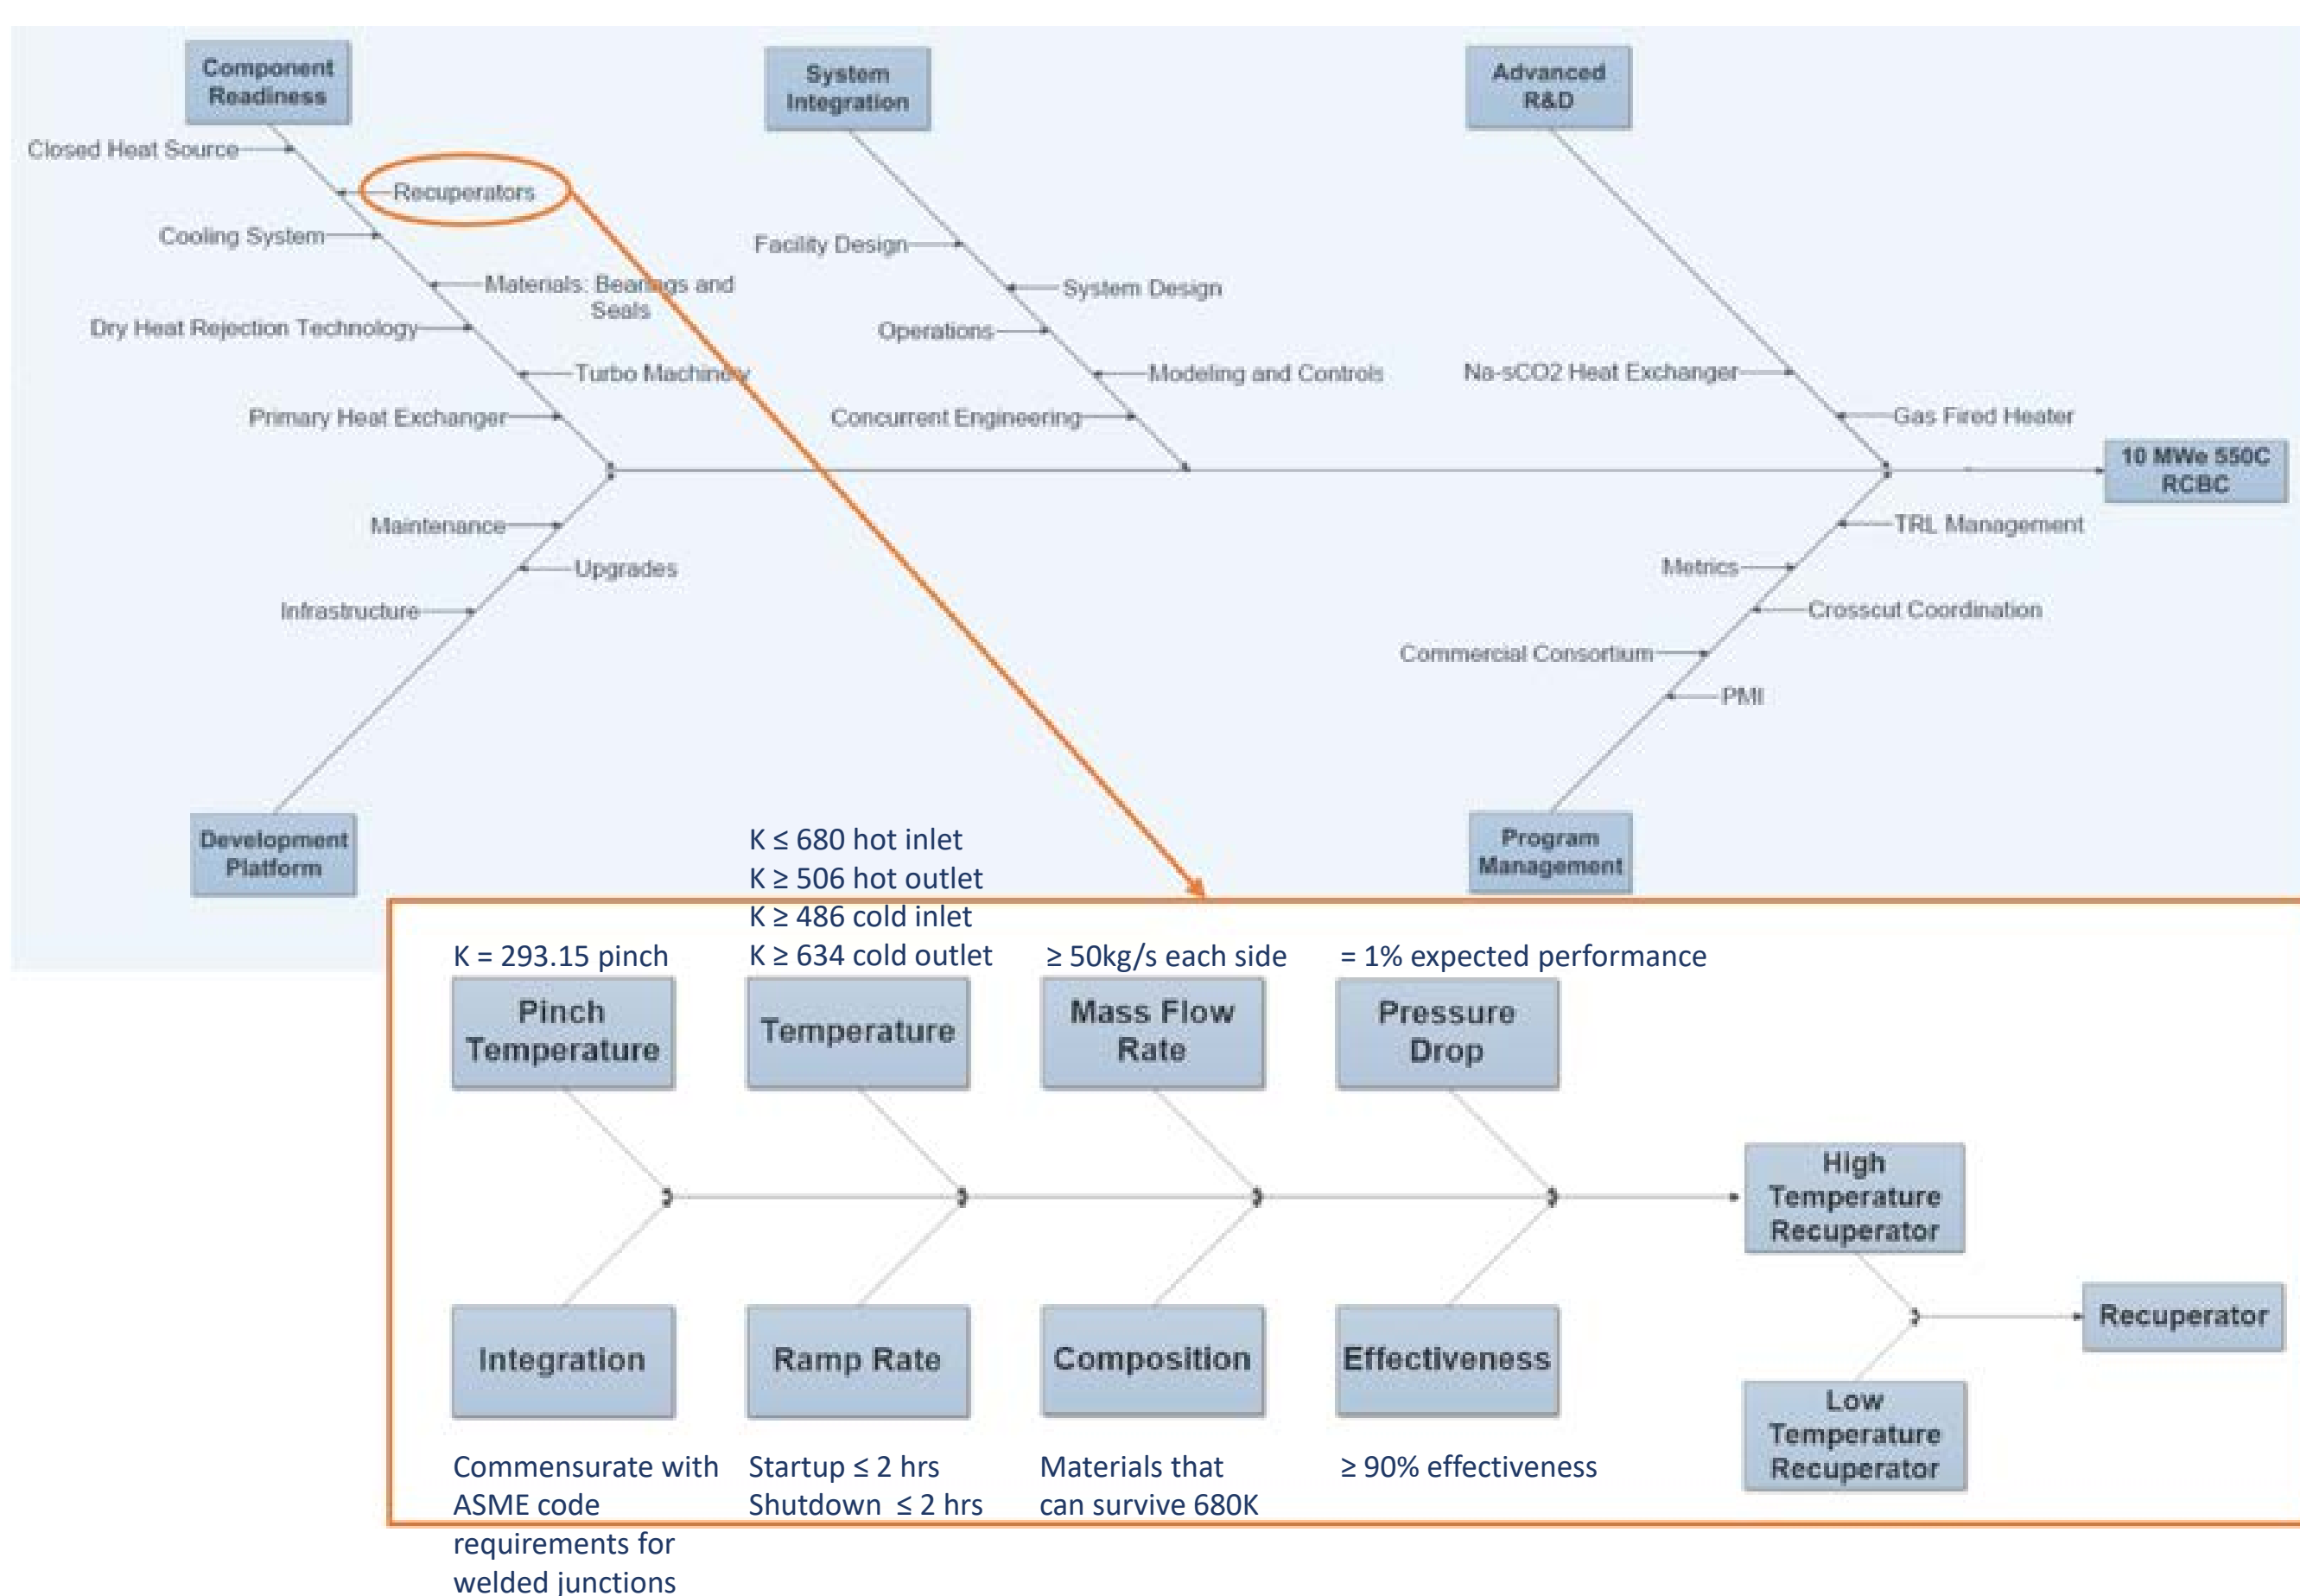 Component
Readiness
System
Integration
Advanced
R&D
Closed Heat Source
Recuperators
Cooling System
Materials: Bearings and
Seals
Dry Heat Rejection Technology
Turbo Machinery
Primary Heat Exchanger
Facility Design
System Design
Operations
Modeling and Controls
Concurrent Engineering
Na-sCO2 Heat Exchanger
Gas Fired Heater
10 MWe 550C
RCBC
Maintenance
Upgrades
Infrastructure
TRL Management
Metrics
Crosscut Coordination
Commercial Consortium
PMI
Development
Platform
Program
Management
K ≤ 680 hot inlet
K ≥ 506 hot outlet
K ≥ 486 cold inlet
K ≥ 634 cold outlet
K = 293.15 pinch
≥ 50kg/s each side
= 1% expected performance
Pinch
Temperature
Temperature
Mass Flow
Rate
Pressure
Drop
High
Temperature
Recuperator
Recuperator
Integration
Ramp Rate
Composition
Effectiveness
Low
Temperature
Recuperator
Commensurate with
ASME code
requirements for
welded junctions
Startup ≤ 2 hrs
Shutdown ≤ 2 hrs
Materials that
can survive 680K
≥ 90% effectiveness